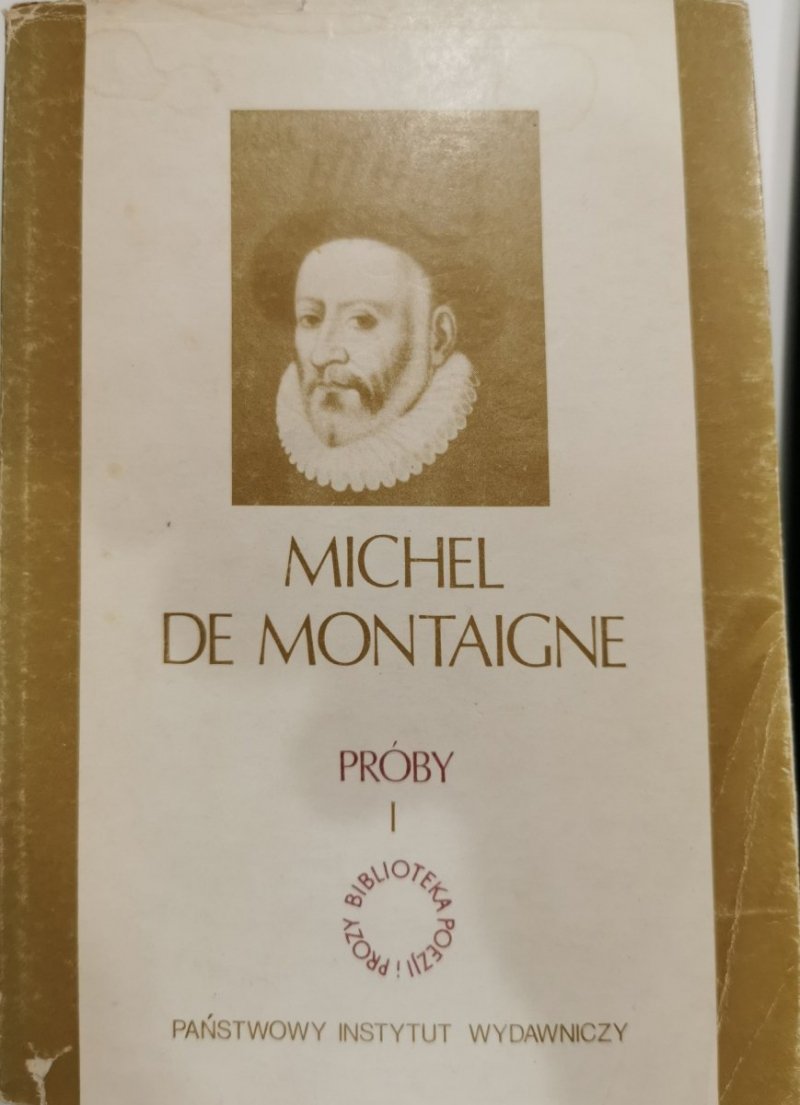 MICHEL
DE MONTAIGNE
PRÓBY
I
BIBLIOTEKA POEZJI i PROZY
PAŃSTWOWY INSTYTUT WYDAWNICZY